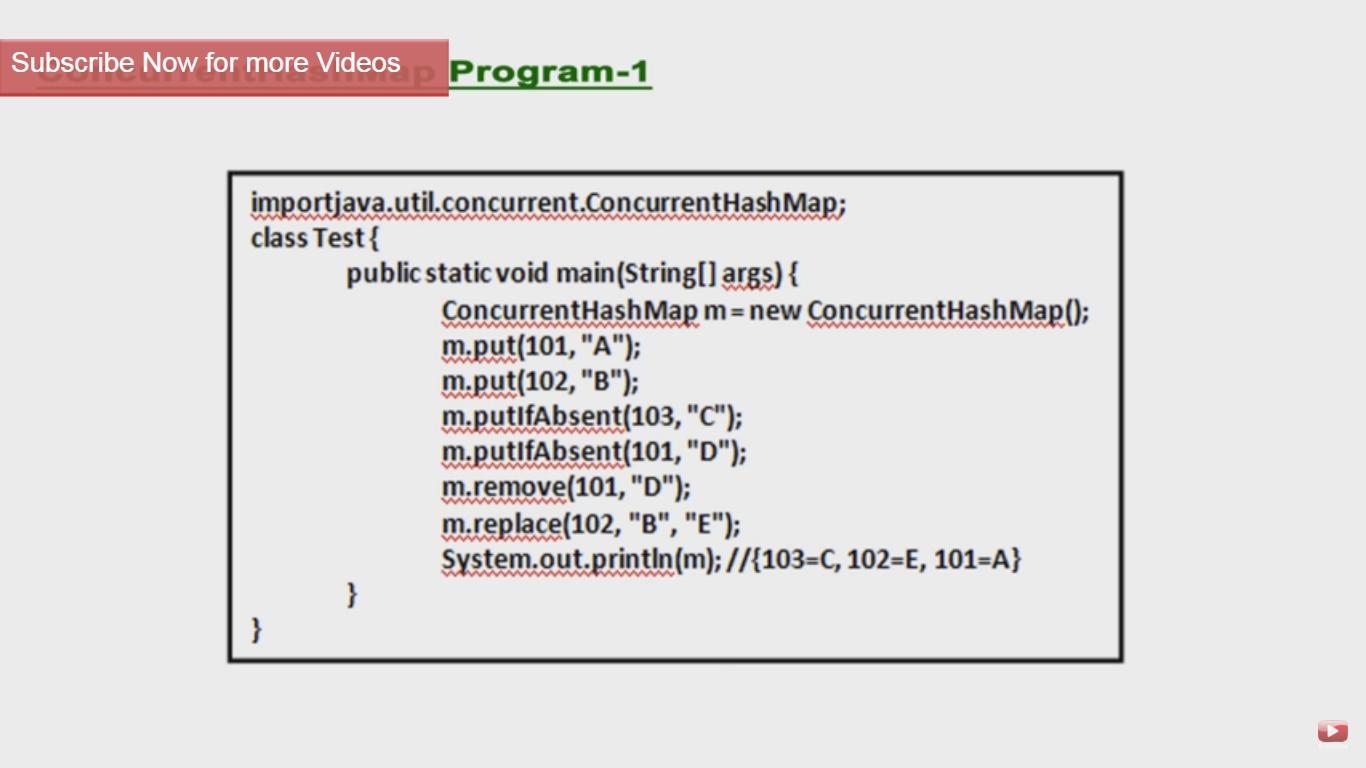 Subscribe Now for more Videos
ConcurrentHashMap Program-1
importjava.util.concurrent.ConcurrentHashMap;
class Test {
public static void main(String[] args) {
ConcurrentHashMap m = new ConcurrentHashMap();
m.put(101, "A");
m.put(102, "B");
m.putIfAbsent(103, "C");
m.putIfAbsent(101, "D");
m.remove(101, "D");
m.replace(102, "B", "E");
System.out.println(m); //{103=C, 102=E, 101=A}
}
}